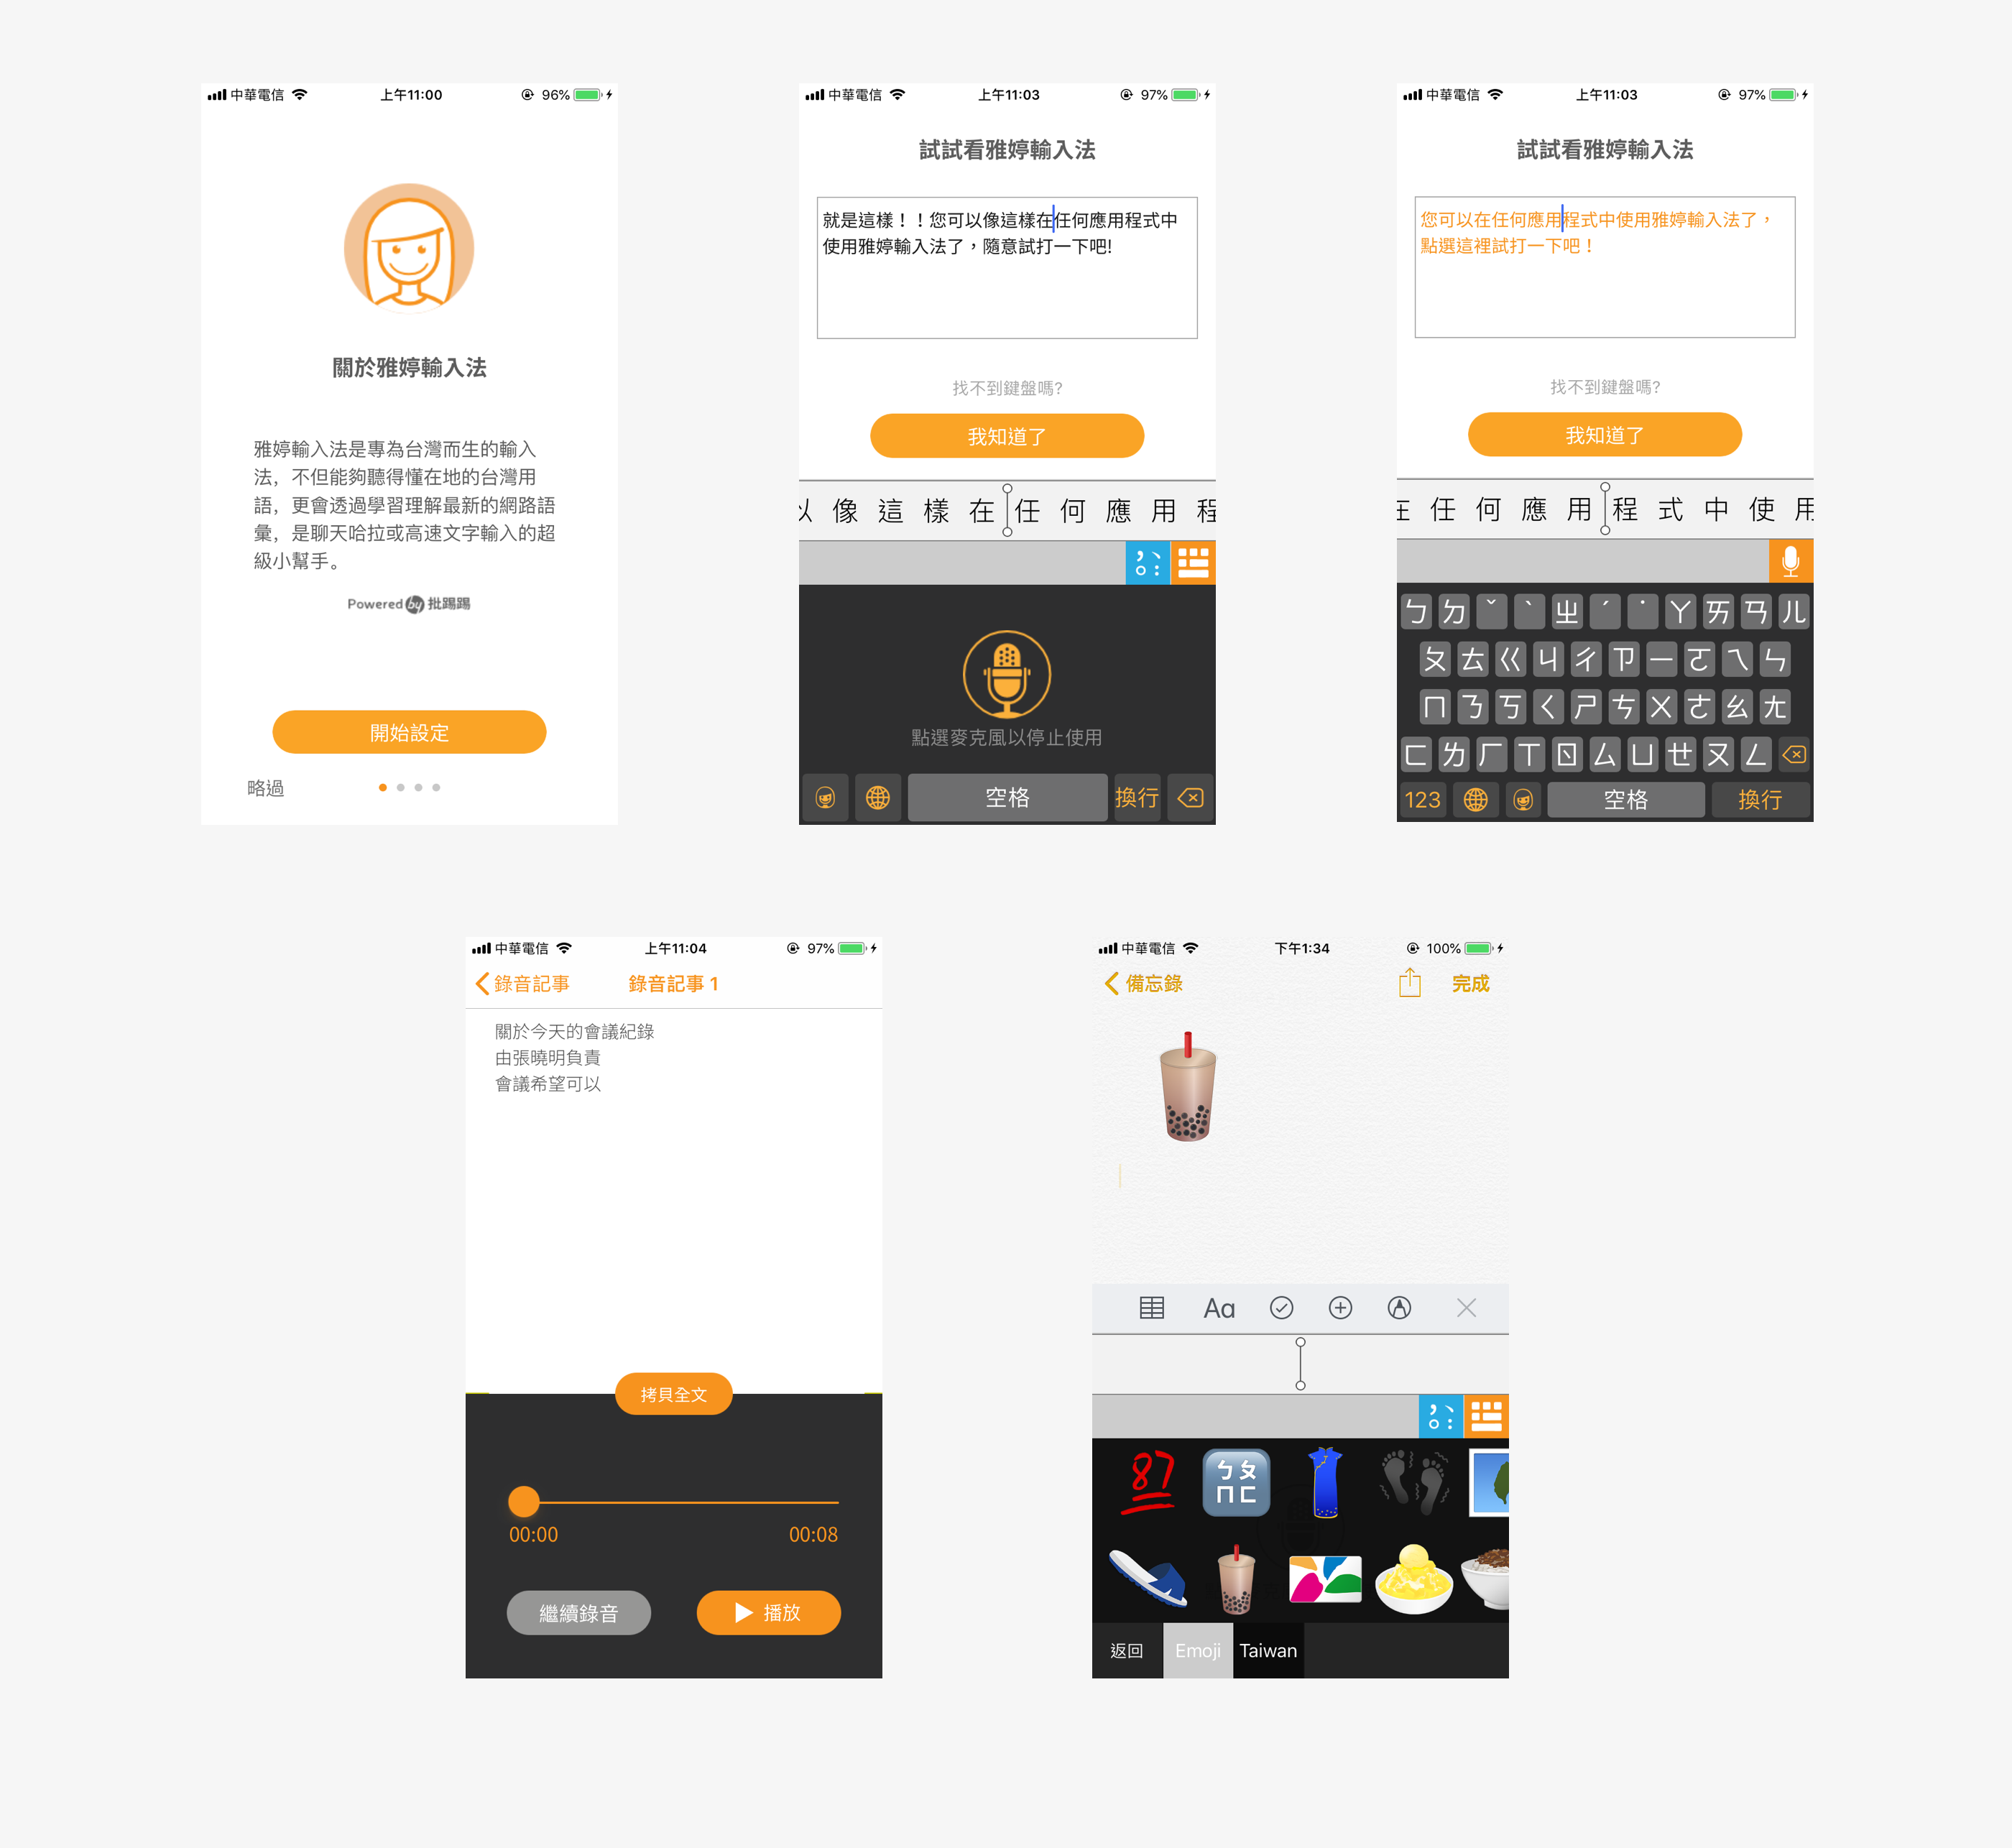 中華電信 上午11:00 96%
關於雅婷輸入法
雅婷輸入法是專為台灣而生的輸入
法，不但能夠聽得懂在地的台灣用
語，更會透過學習理解最新的網路語
彙，是聊天哈拉或高速文字輸入的超
級小幫手。
Powered by 批踢踢
開始設定
略過
中華電信 上午11:03 97%
試試看雅婷輸入法
就是這樣！！您可以像這樣在任何應用程式中
使用雅婷輸入法了，隨意試打一下吧!
找不到鍵盤嗎?
我知道了
以 像 這 樣 在 任 何 應 用 程
點選麥克風以停止使用
空格 換行
中華電信 上午11:03 97%
試試看雅婷輸入法
您可以在任何應用程式中使用雅婷輸入法了，
點選這裡試打一下吧！
找不到鍵盤嗎?
我知道了
在 任 何 應 用 程 式 中 使 用
ㄅ ㄉ ˇ ˋ ㄓ ˊ ˙ ㄚ ㄞ ㄢ ㄦ
ㄆ ㄊ ㄍ ㄐ ㄔ ㄗ ㄧ ㄛ ㄟ ㄣ
ㄇ ㄋ ㄎ ㄑ ㄕ ㄘ ㄨ ㄜ ㄠ ㄤ
ㄈ ㄌ ㄏ ㄒ ㄖ ㄙ ㄩ ㄝ ㄡ ㄥ
123 空格 換行
中華電信 上午11:04 97%
錄音記事 錄音記事 1
關於今天的會議紀錄
由張曉明負責
會議希望可以
拷貝全文
00:00 00:08
繼續錄音 播放
中華電信 下午1:34 100%
備忘錄 完成
Aa
87 ㄅㄆ
ㄇㄈ
返回 Emoji Taiwan